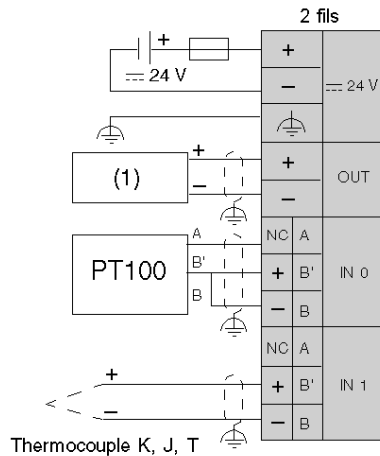 2 fils
+
+
24 V
−
24 V
+
+
(1)
OUT
−
−
A
NC A
PT100
B'
+ B'
IN 0
B
− B
NC A
+
+ B'
IN 1
−
− B
Thermocouple K, J, T